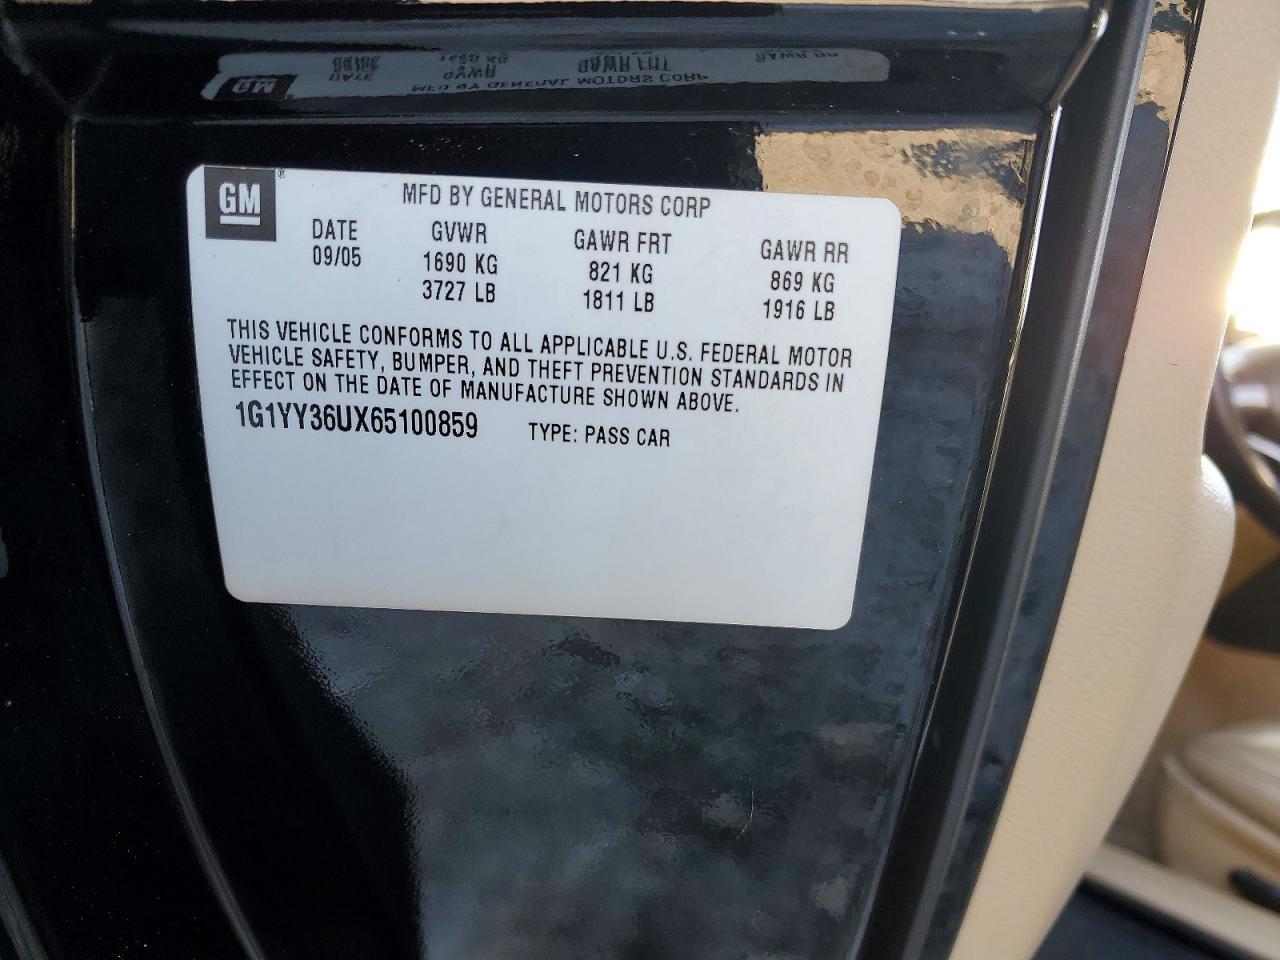 GM®
MFD BY GENERAL MOTORS CORP
DATE GVWR GAWR FRT GAWR RR
09/05 1690 KG 821 KG 869 KG
3727 LB 1811 LB 1916 LB
THIS VEHICLE CONFORMS TO ALL APPLICABLE U.S. FEDERAL MOTOR
VEHICLE SAFETY, BUMPER, AND THEFT PREVENTION STANDARDS IN
EFFECT ON THE DATE OF MANUFACTURE SHOWN ABOVE.
1G1YY36UX65100859 TYPE: PASS CAR